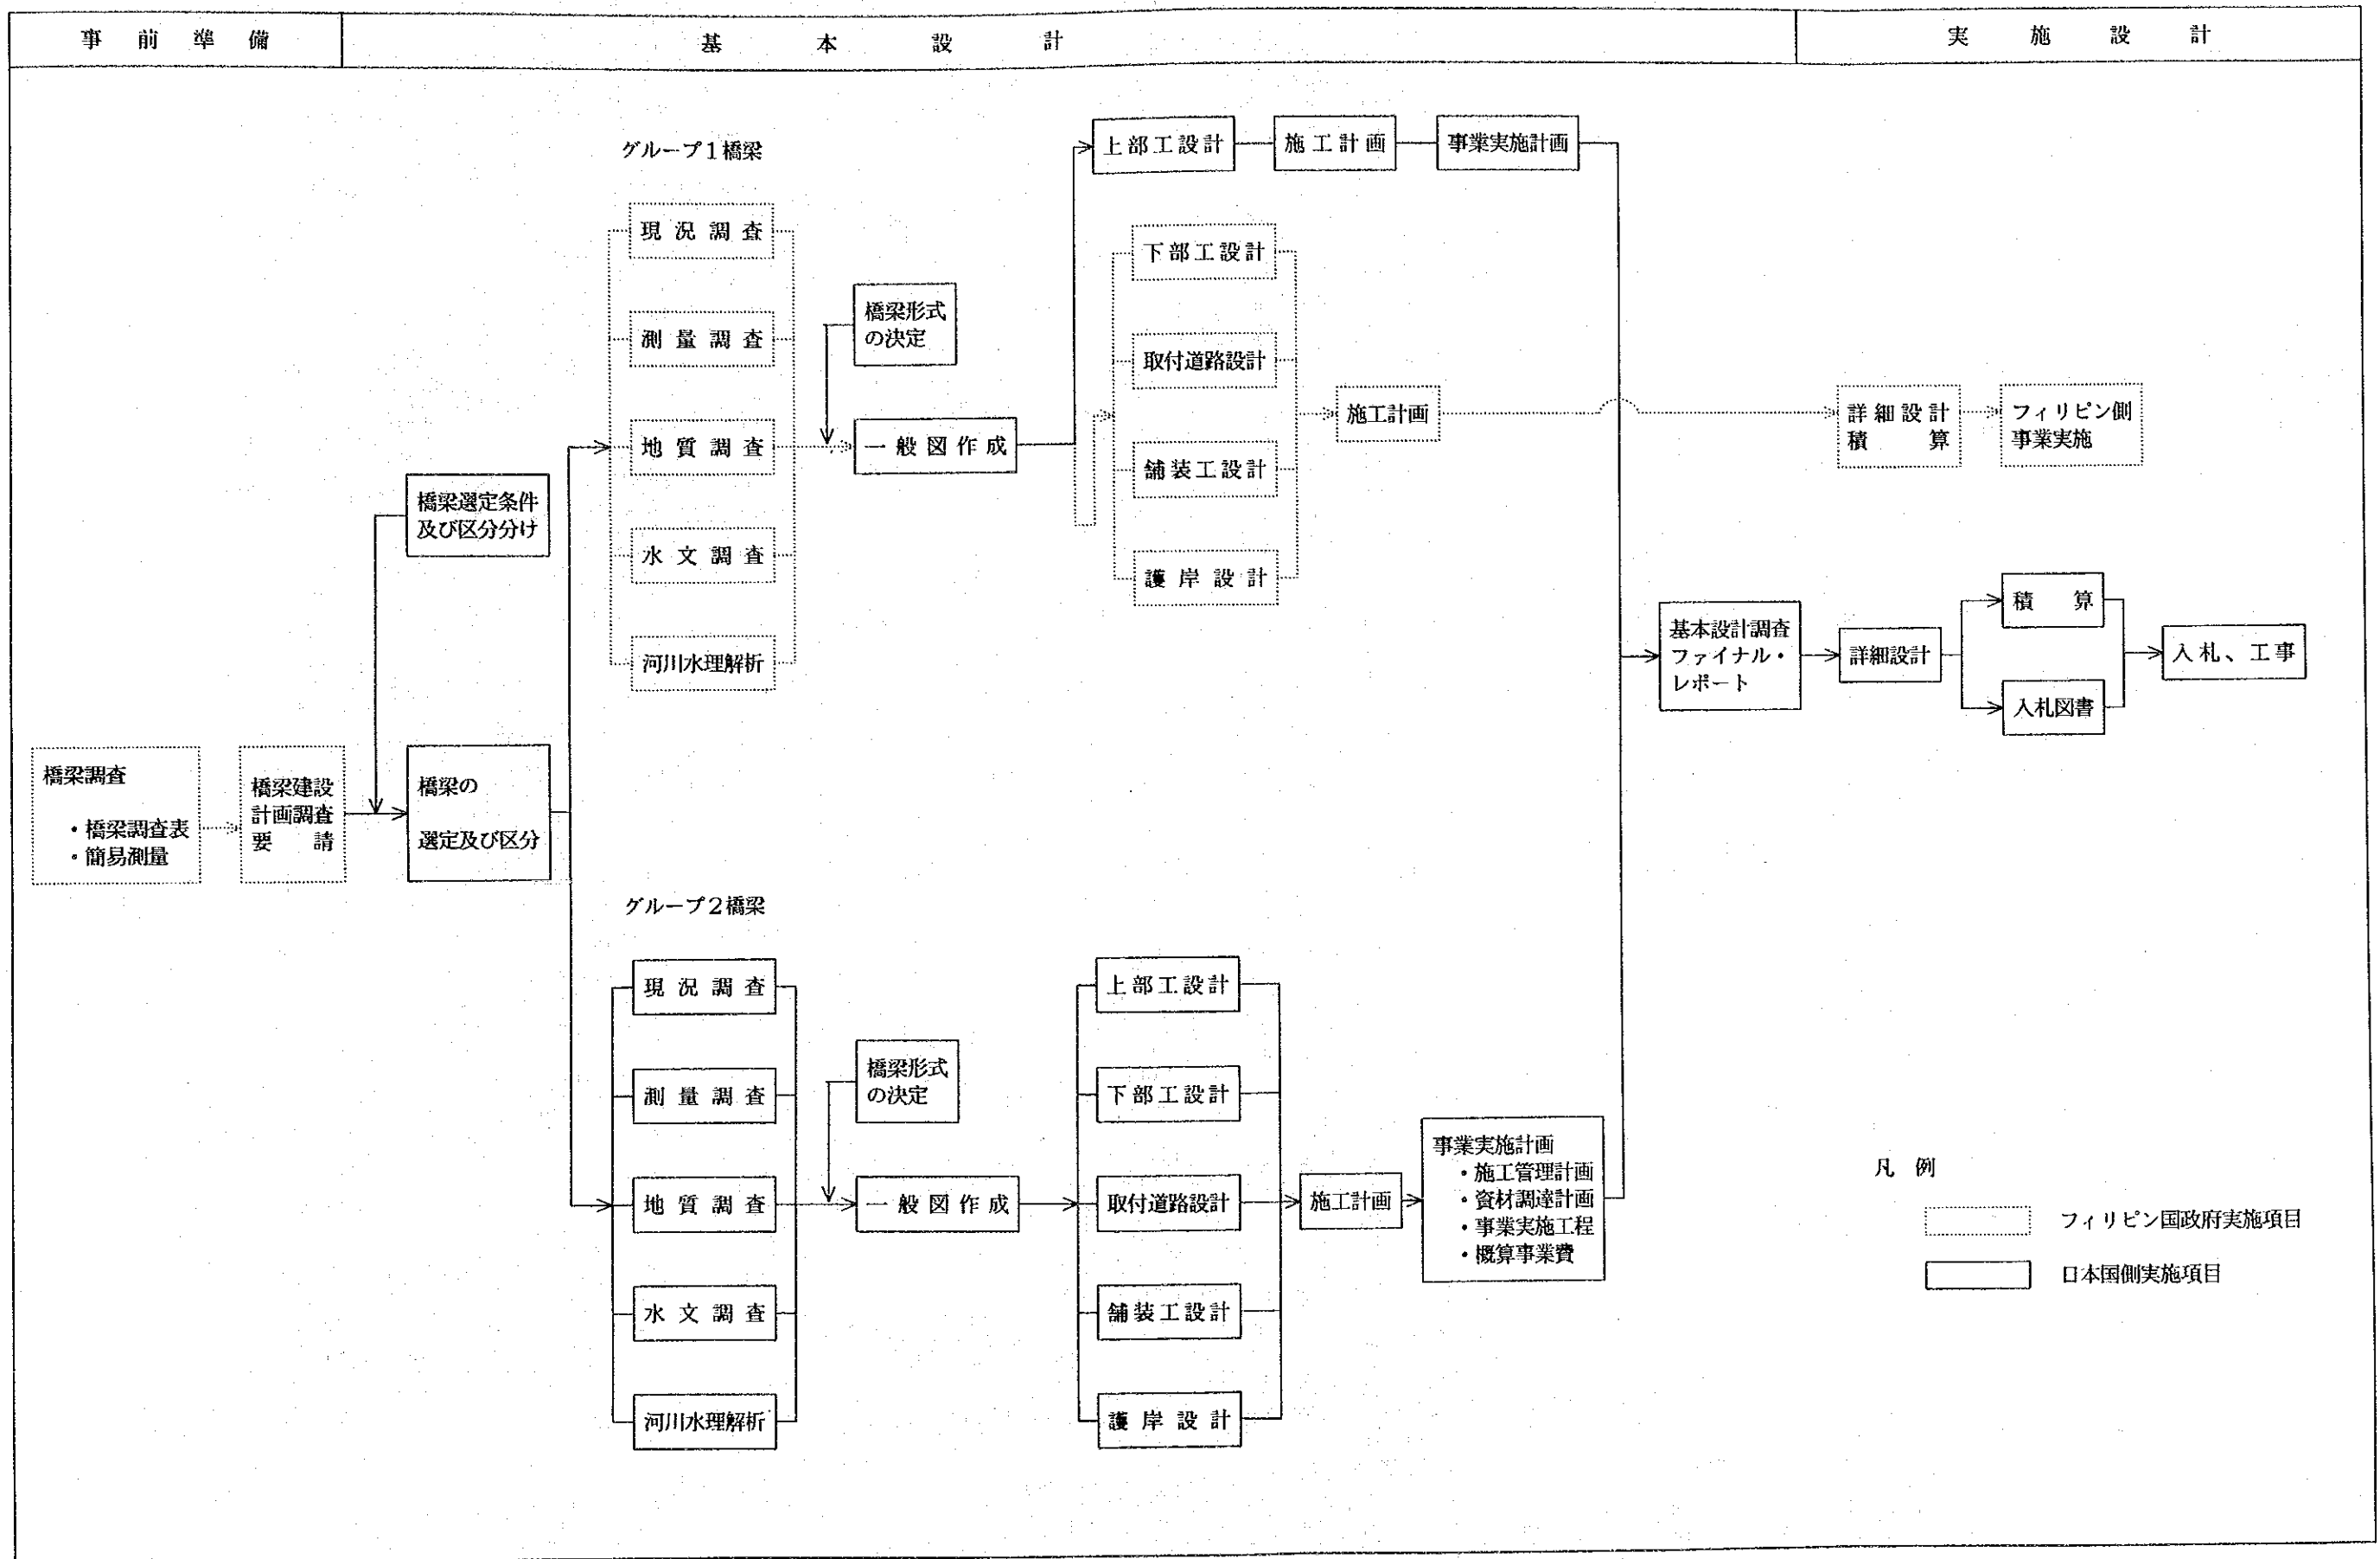 事前準備
基本設計
実施設計
橋梁調査
・橋梁調査表
・簡易測量
橋梁建設
計画調査
要請
橋梁選定条件
及び区分分け
橋梁の
選定及び区分
グループ1橋梁
現況調査
測量調査
地質調査
水文調査
河川水理解析
橋梁形式
の決定
一般図作成
上部工設計
施工計画
事業実施計画
下部工設計
取付道路設計
舗装工設計
護岸設計
施工計画
詳細設計
積算
フィリピン側
事業実施
グループ2橋梁
現況調査
測量調査
地質調査
水文調査
河川水理解析
橋梁形式
の決定
一般図作成
上部工設計
下部工設計
取付道路設計
舗装工設計
護岸設計
施工計画
事業実施計画
・施工管理計画
・資材調達計画
・事業実施工程
・概算事業費
基本設計調査
ファイナル・
レポート
詳細設計
積算
入札図書
入札、工事
凡例
フィリピン国政府実施項目
日本国側実施項目